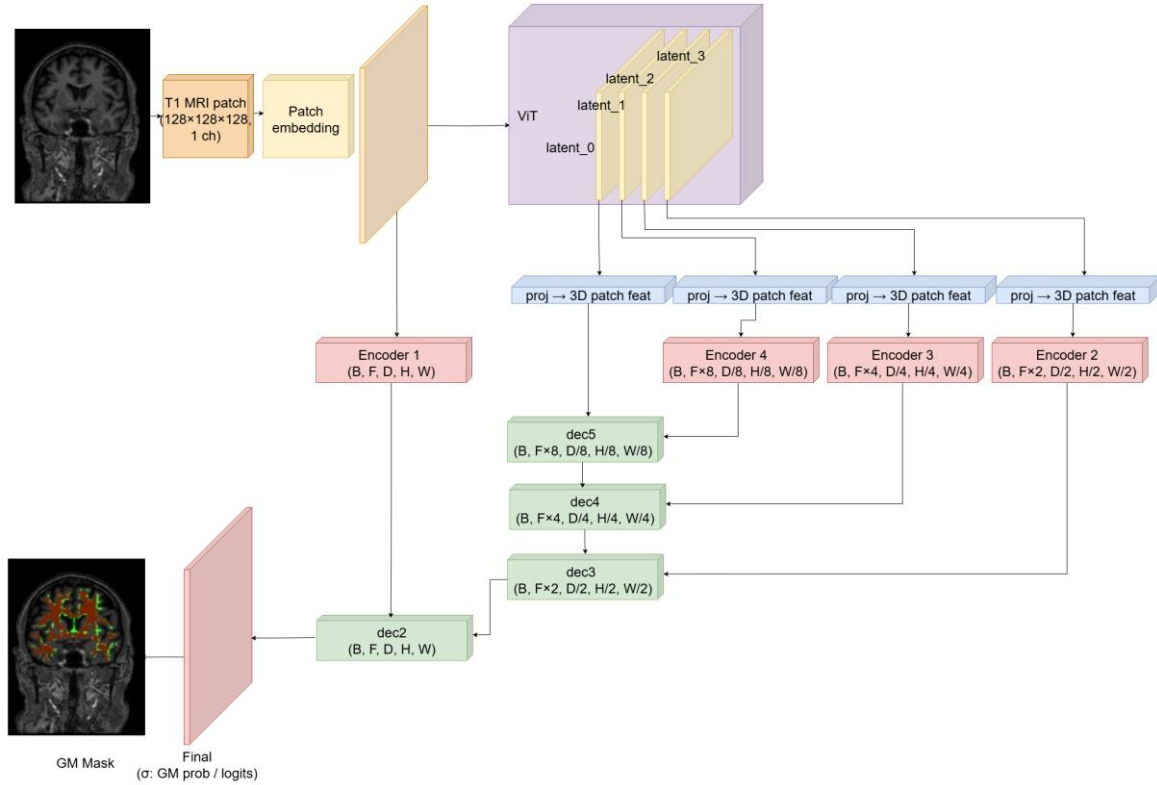 T1 MRI patch
(128×128×128,
1 ch)
Patch
embedding
ViT
latent_3
latent_2
latent_1
latent_0
proj → 3D patch feat
proj → 3D patch feat
proj → 3D patch feat
proj → 3D patch feat
Encoder 1
(B, F, D, H, W)
Encoder 4
(B, F×8, D/8, H/8, W/8)
Encoder 3
(B, F×4, D/4, H/4, W/4)
Encoder 2
(B, F×2, D/2, H/2, W/2)
dec5
(B, F×8, D/8, H/8, W/8)
dec4
(B, F×4, D/4, H/4, W/4)
dec3
(B, F×2, D/2, H/2, W/2)
dec2
(B, F, D, H, W)
GM Mask
Final
(σ: GM prob / logits)